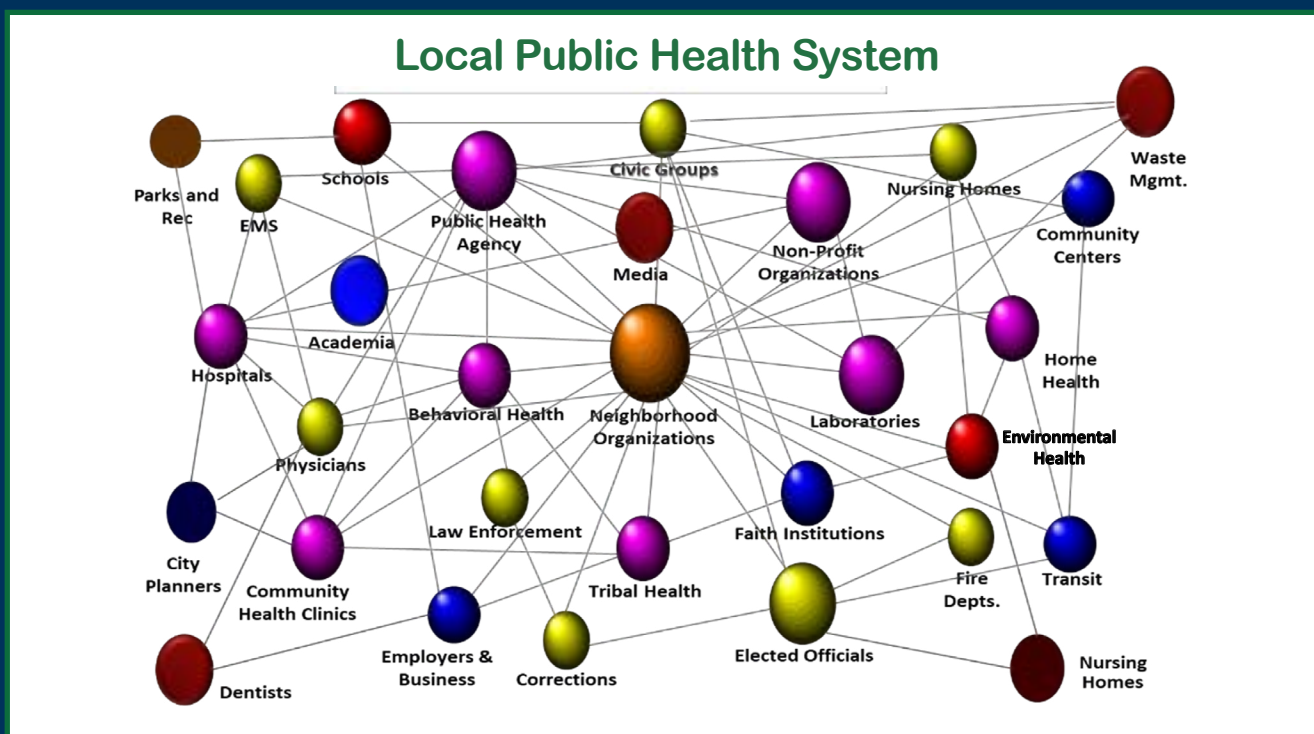 Local Public Health System
Parks and
Rec
Schools
EMS
Public Health
Agency
Civic Groups
Media
Non-Profit
Organizations
Nursing Homes
Waste
Mgmt.
Community
Centers
Academia
Hospitals
Behavioral Health
Neighborhood
Organizations
Laboratories
Home
Health
Environmental
Health
Physicians
Law Enforcement
Faith Institutions
City
Planners
Community
Health Clinics
Tribal Health
Fire
Depts.
Transit
Employers &
Business
Corrections
Elected Officials
Dentists
Nursing
Homes